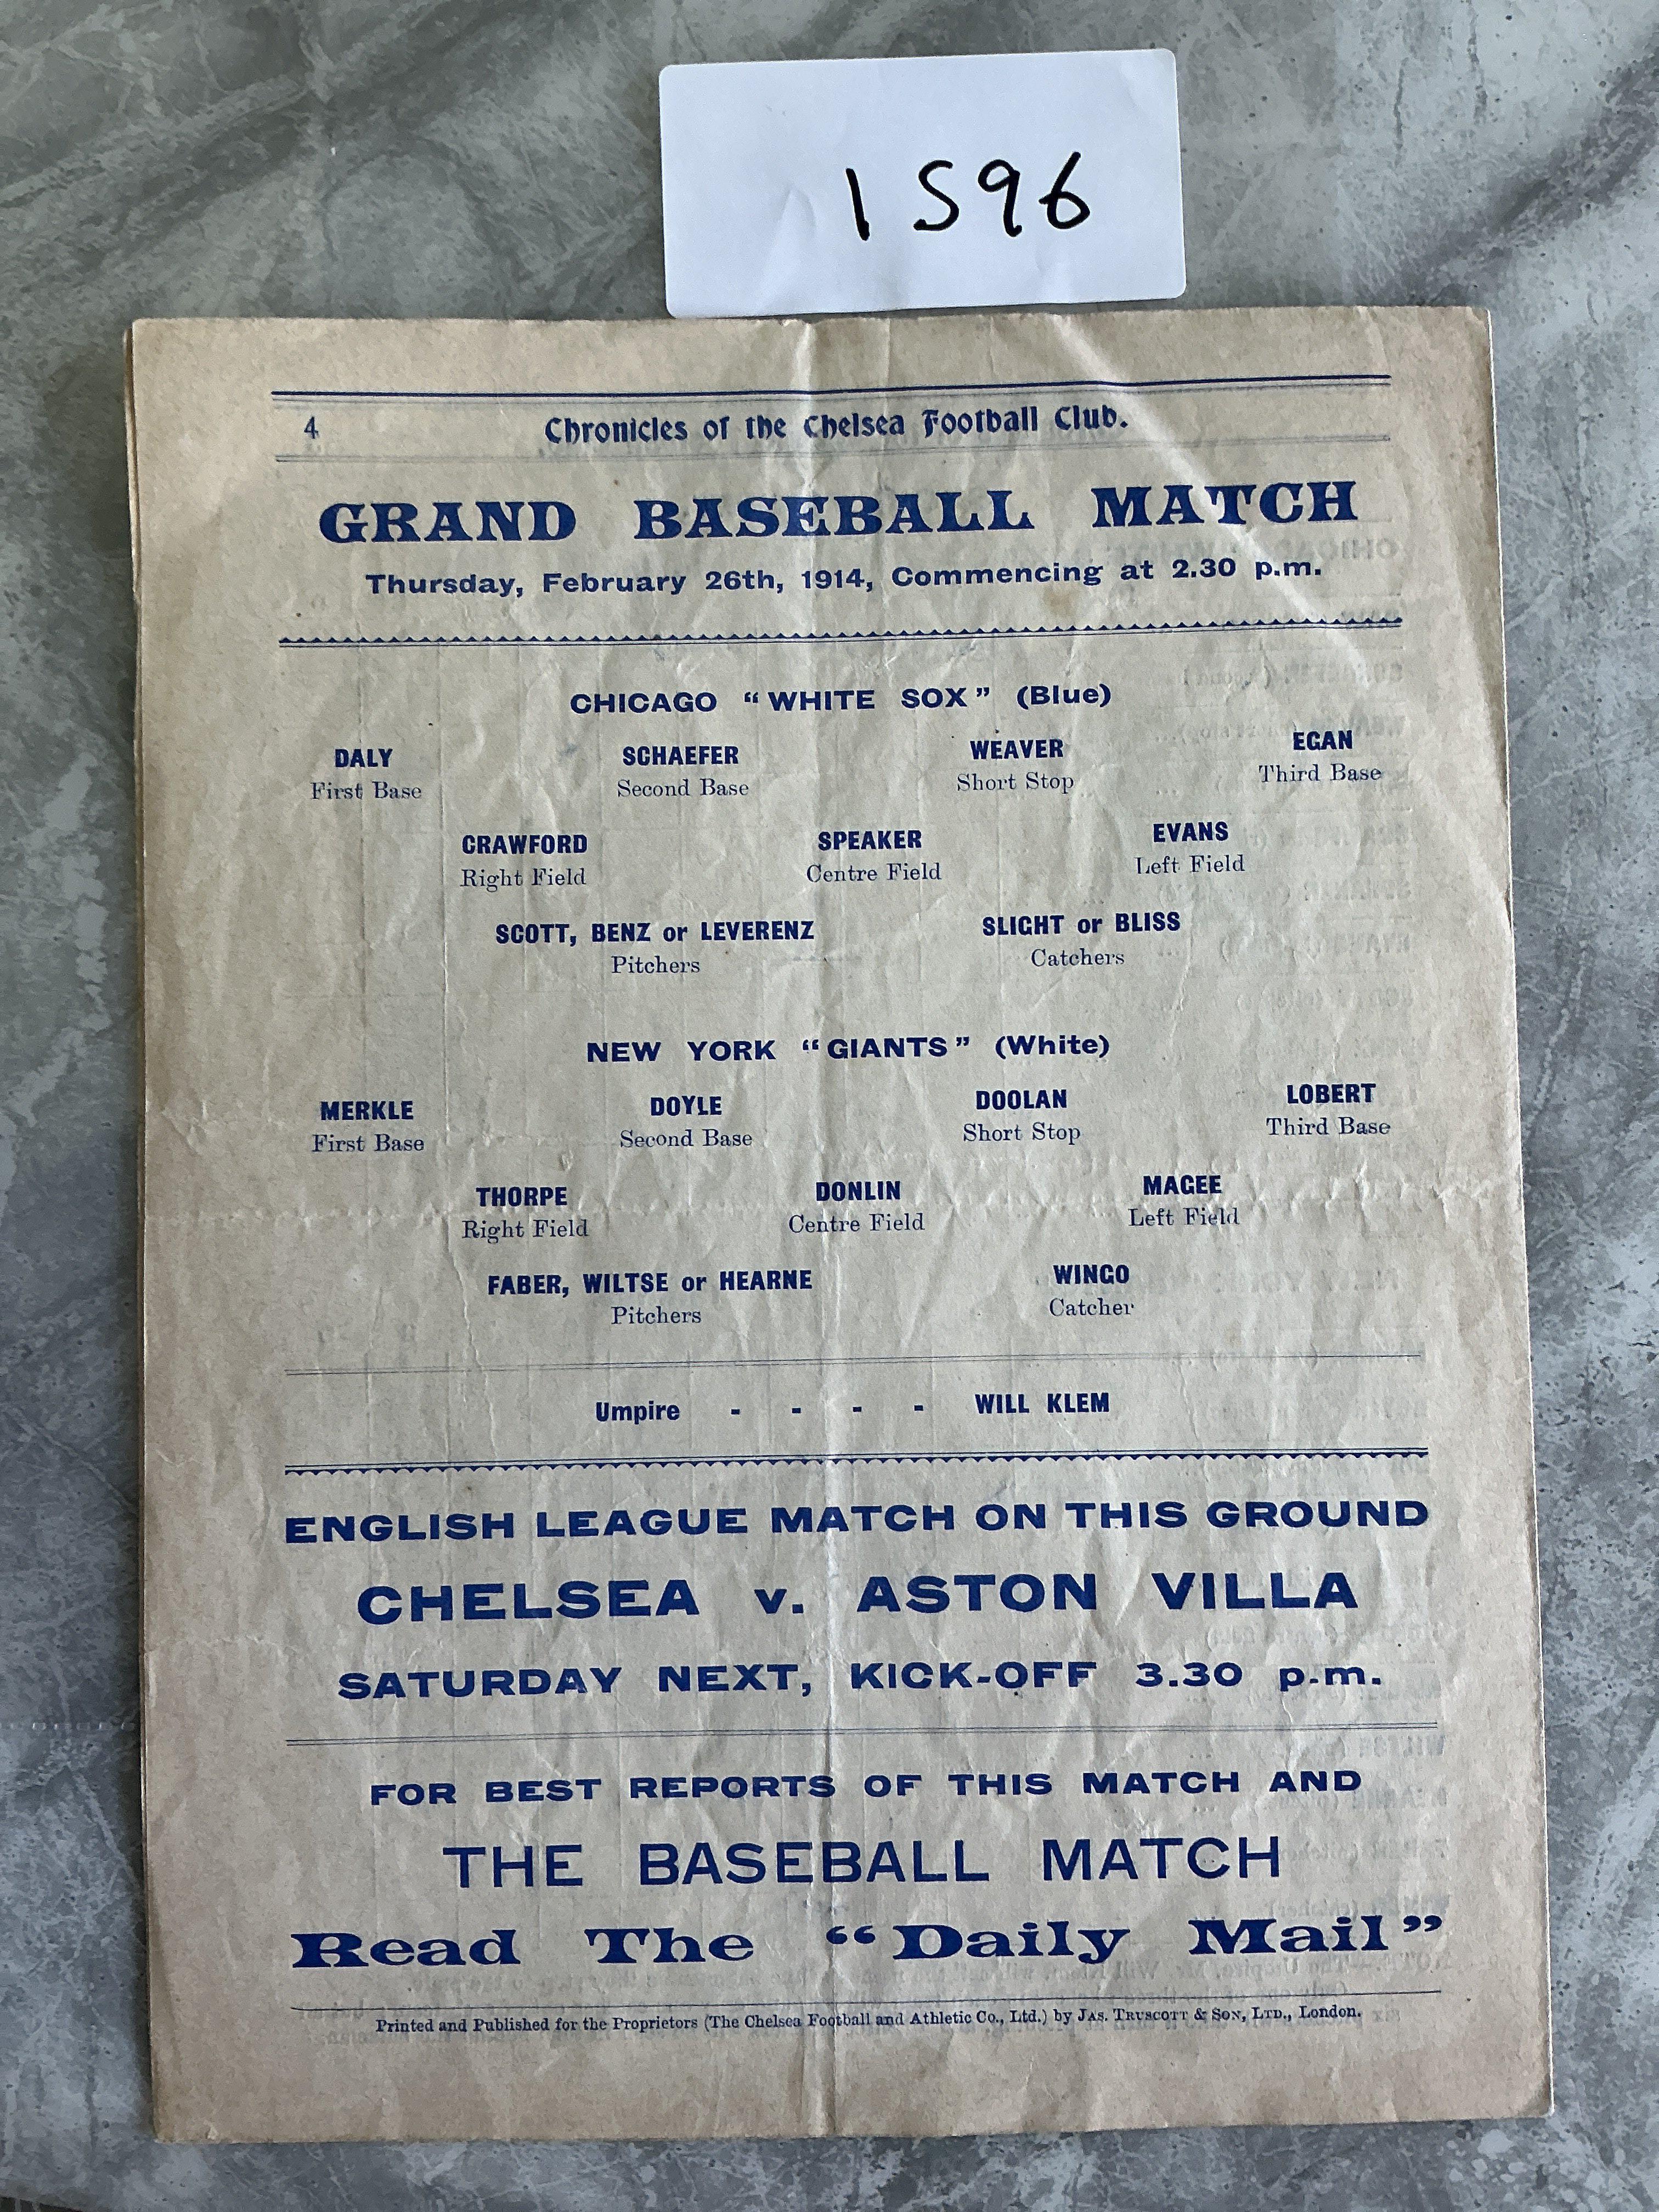 1596
4 Chronicles of the Chelsea Football Club.
GRAND BASEBALL MATCH
Thursday, February 26th, 1914, Commencing at 2.30 p.m.
CHICAGO “WHITE SOX” (Blue)
DALY SCHAEFER WEAVER EGAN
First Base Second Base Short Stop Third Base
CRAWFORD SPEAKER EVANS
Right Field Centre Field Left Field
SCOTT, BENZ or LEVERENZ SLIGHT or BLISS
Pitchers Catchers
NEW YORK “GIANTS” (White)
MERKLE DOYLE DOOLAN LOBERT
First Base Second Base Short Stop Third Base
THORPE DONLIN MAGEE
Right Field Centre Field Left Field
FABER, WILTSE or HEARNE WINGO
Pitchers Catcher
Umpire - - - - WILL KLEM
ENGLISH LEAGUE MATCH ON THIS GROUND
CHELSEA v. ASTON VILLA
SATURDAY NEXT, KICK-OFF 3.30 p.m.
FOR BEST REPORTS OF THIS MATCH AND
THE BASEBALL MATCH
Read The “Daily Mail”
Printed and Published for the Proprietors (The Chelsea Football and Athletic Co., Ltd.) by JAS. TRUSCOTT & SON, LTD., London.